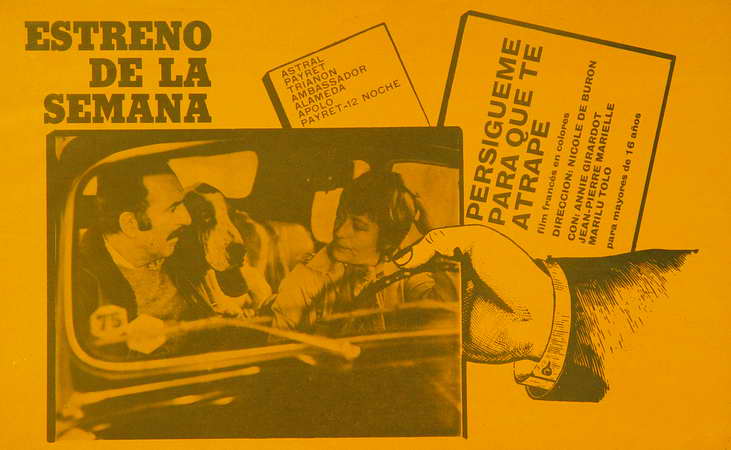 ESTRENO
DE LA
SEMANA
ASTRAL
PAYRET
TRIANON
AMBASSADOR
ALAMEDA
APOLO
PAYRET-12 NOCHE
PERSIGUEME
PARA QUE TE
ATRAPE
film francés en colores
DIRECCION: NICOLE DE BURON
CON: ANNIE GIRARDOT
JEAN-PIERRE MARIELLE
MARILU TOLO
para mayores de 16 años
75